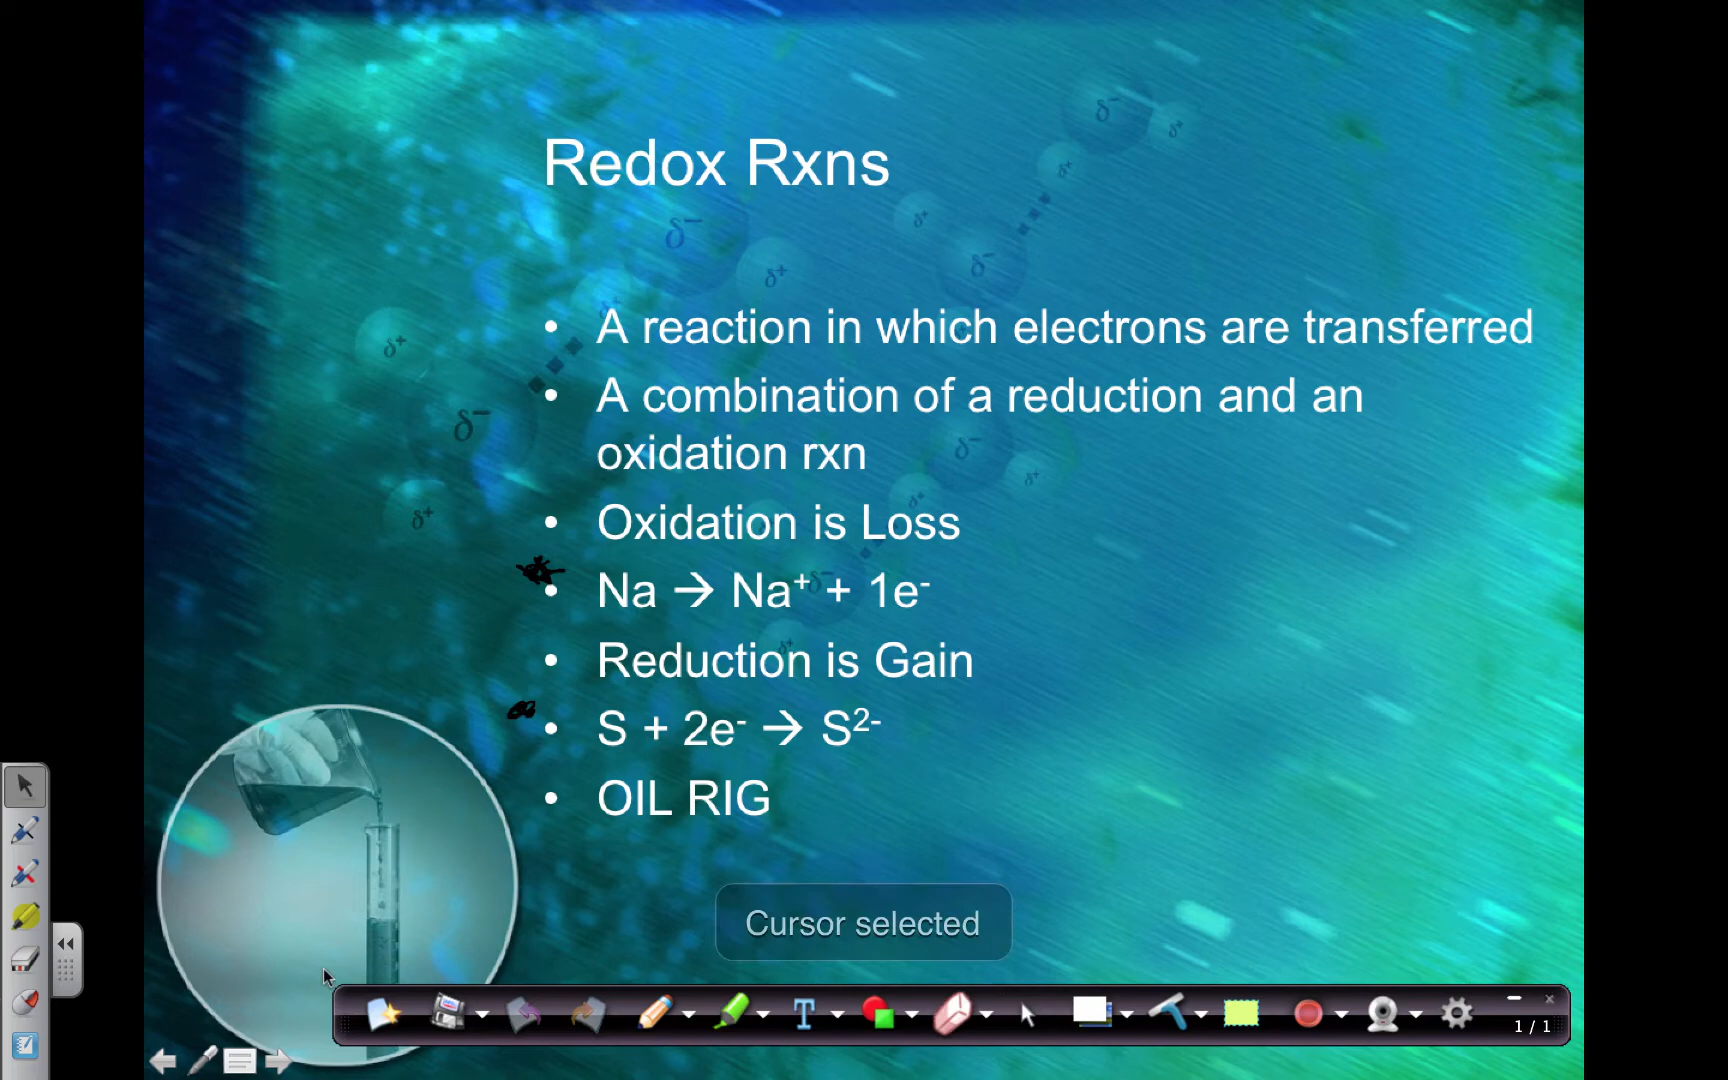 Redox Rxns
• A reaction in which electrons are transferred
• A combination of a reduction and an
oxidation rxn
• Oxidation is Loss
• Na → Na⁺ + 1e⁻
• Reduction is Gain
• S + 2e⁻ → S²⁻
• OIL RIG
Cursor selected
1 / 1
δ⁻
δ⁺
δ⁺
δ⁺
δ⁻
δ⁺
δ⁻
δ⁺
δ⁺
δ⁻
δ⁻
δ⁺
δ⁺
δ⁺
δ⁻
δ⁺
T